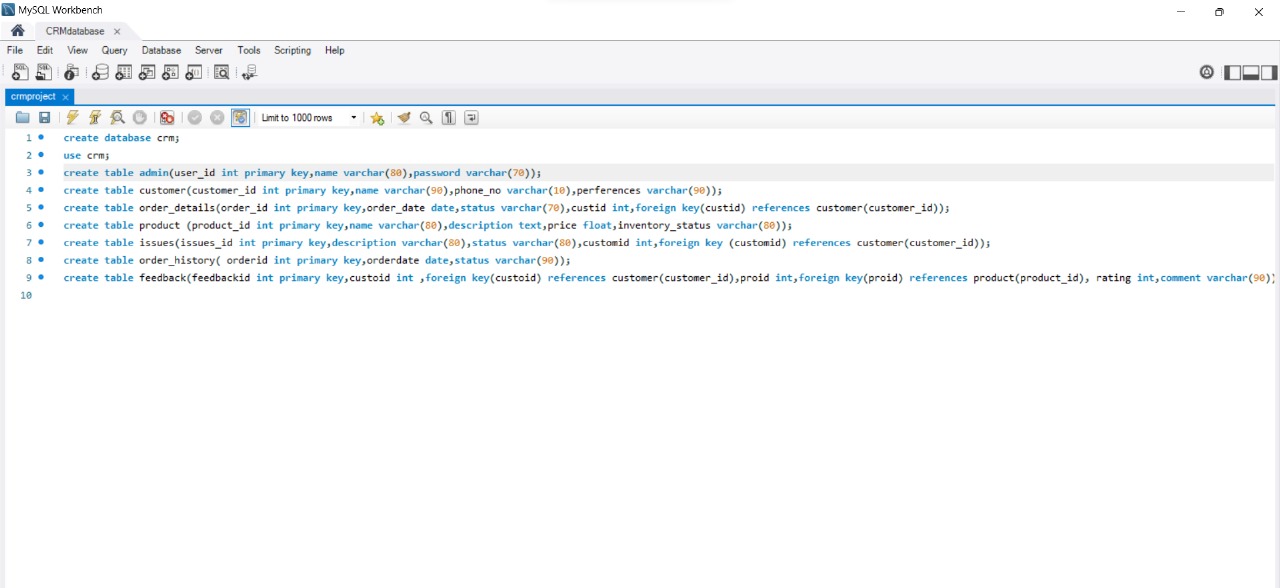 MySQL Workbench
CRMdatabase
File Edit View Query Database Server Tools Scripting Help
crmproject
Limit to 1000 rows
1 create database crm;
2 use crm;
3 create table admin(user_id int primary key,name varchar(80),password varchar(70));
4 create table customer(customer_id int primary key,name varchar(90),phone_no varchar(10),perferences varchar(90));
5 create table order_details(order_id int primary key,order_date date,status varchar(70),custid int,foreign key(custid) references customer(customer_id));
6 create table product (product_id int primary key,name varchar(80),description text,price float,inventory_status varchar(80));
7 create table issues(issues_id int primary key,description varchar(80),status varchar(80),customid int,foreign key (customid) references customer(customer_id));
8 create table order_history( orderid int primary key,orderdate date,status varchar(90));
9 create table feedback(feedbackid int primary key,custoid int ,foreign key(custoid) references customer(customer_id),proid int,foreign key(proid) references product(product_id), rating int,comment varchar(90))
10